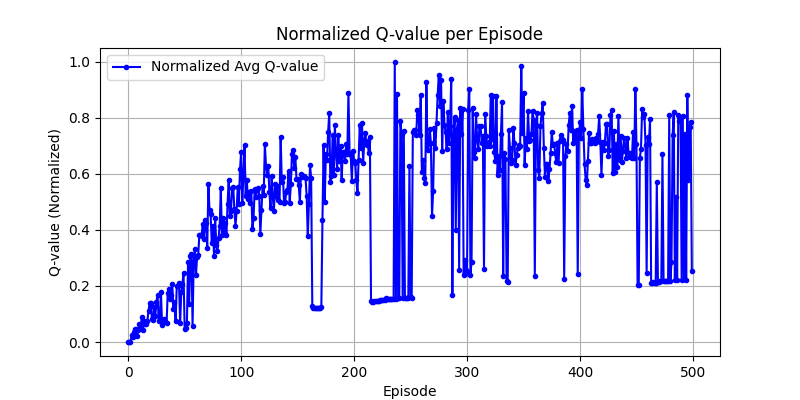 Normalized Q-value per Episode
Normalized Avg Q-value
Q-value (Normalized)
1.0
0.8
0.6
0.4
0.2
0.0
0 100 200 300 400 500
Episode